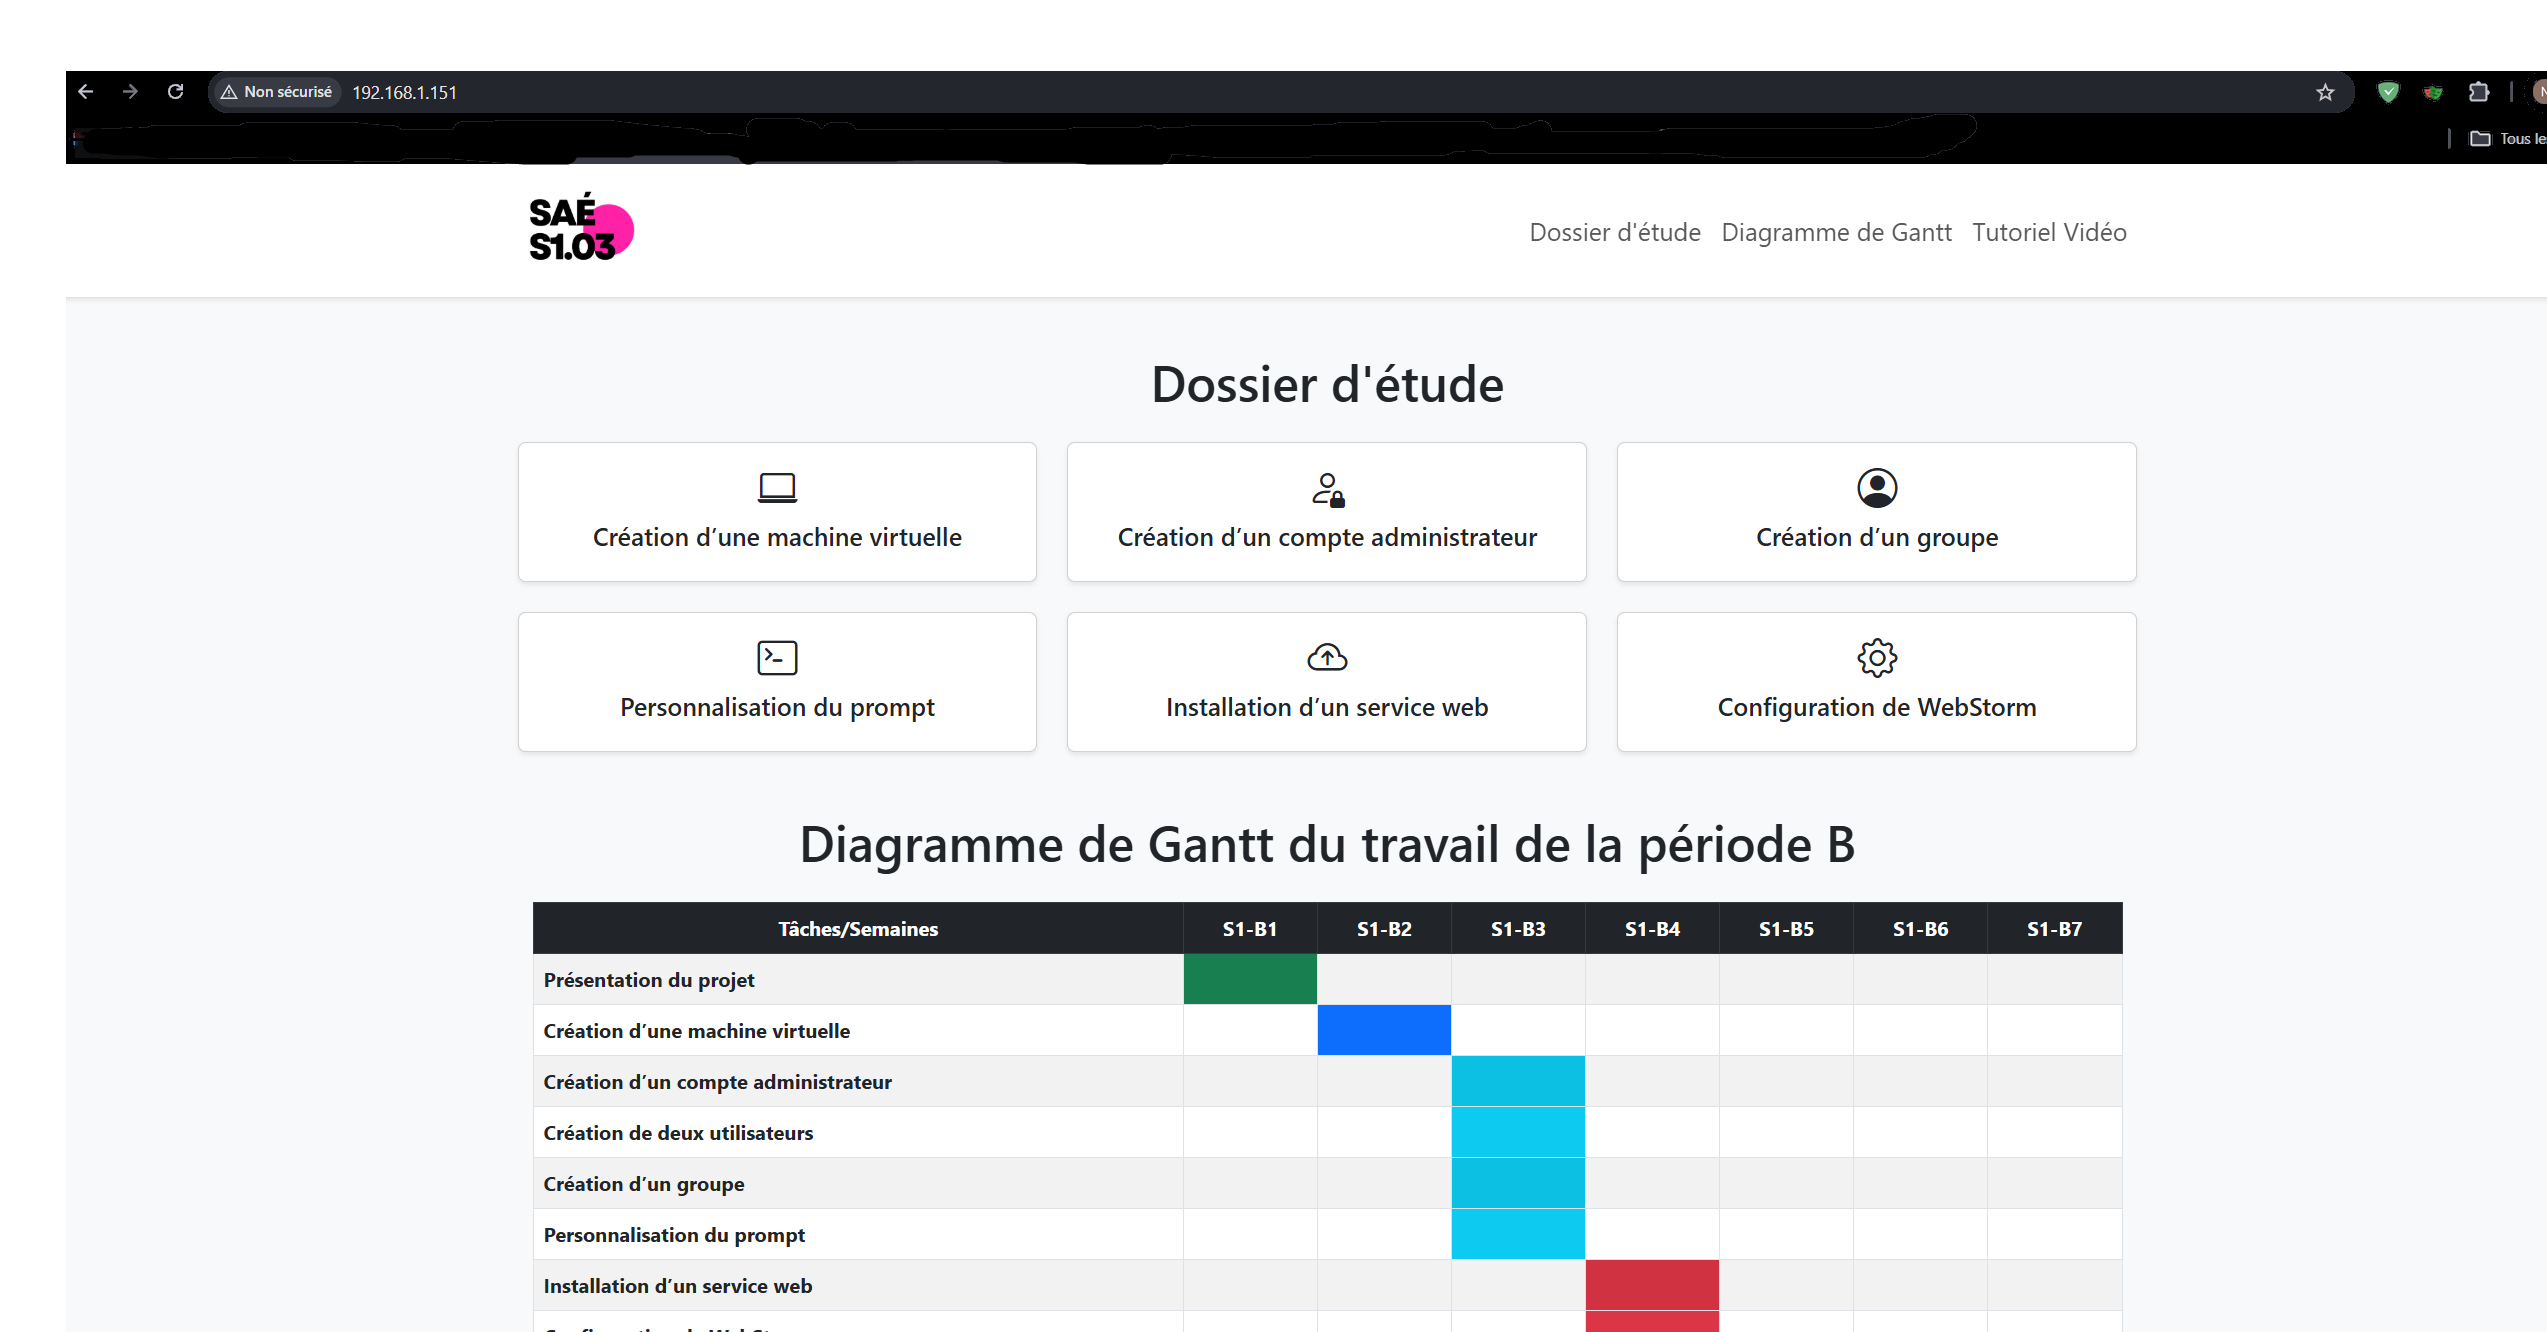 Non sécurisé 192.168.1.151
Tous le
SAÉ
S1.03
Dossier d'étude Diagramme de Gantt Tutoriel Vidéo
Dossier d'étude
Création d’une machine virtuelle
Création d’un compte administrateur
Création d’un groupe
Personnalisation du prompt
Installation d’un service web
Configuration de WebStorm
Diagramme de Gantt du travail de la période B
Tâches/Semaines S1-B1 S1-B2 S1-B3 S1-B4 S1-B5 S1-B6 S1-B7
Présentation du projet
Création d’une machine virtuelle
Création d’un compte administrateur
Création de deux utilisateurs
Création d’un groupe
Personnalisation du prompt
Installation d’un service web